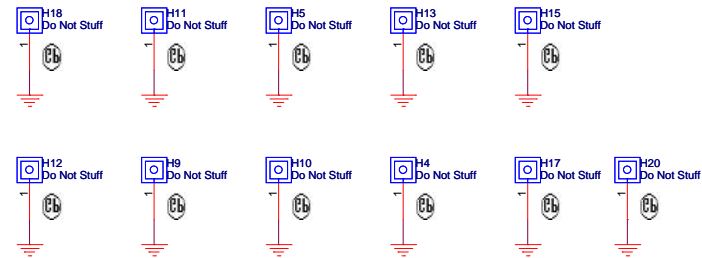 H18
Do Not Stuff
1
H11
Do Not Stuff
1
H5
Do Not Stuff
1
H13
Do Not Stuff
1
H15
Do Not Stuff
1
H12
Do Not Stuff
1
H9
Do Not Stuff
1
H10
Do Not Stuff
1
H4
Do Not Stuff
1
H17
Do Not Stuff
1
H20
Do Not Stuff
1